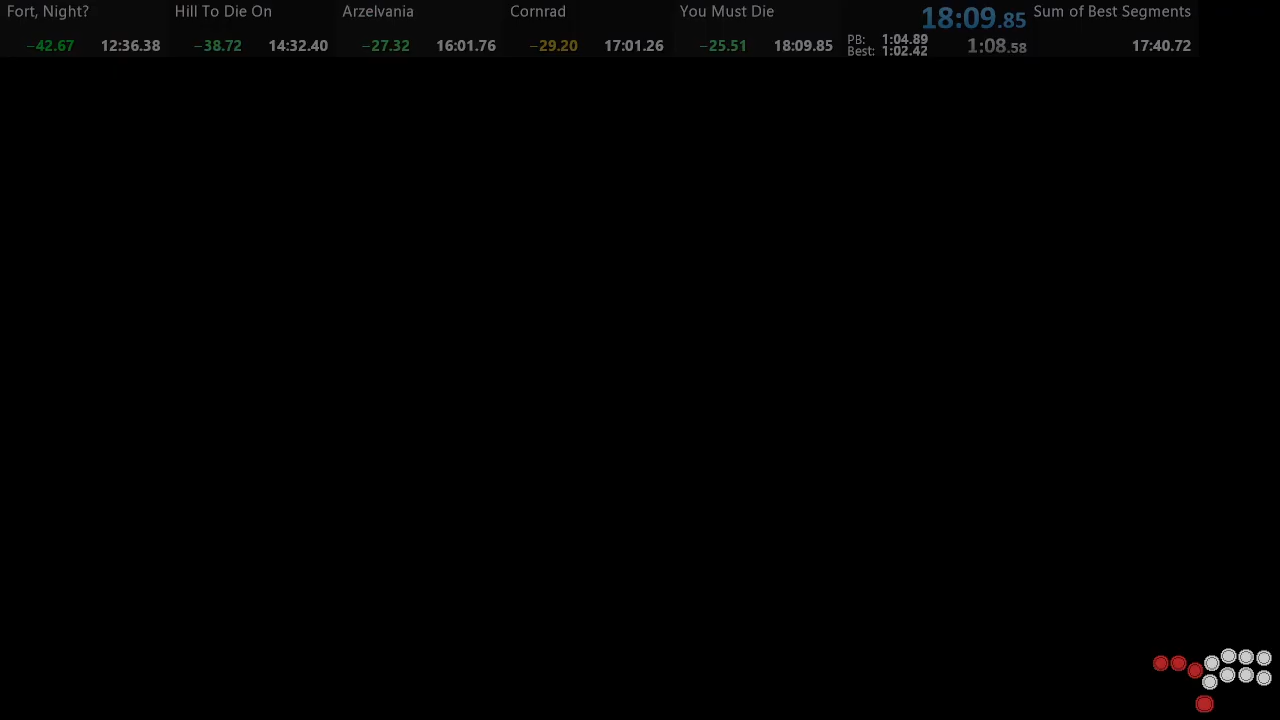 Fort, Night? Hill To Die On Arzelvania Cornrad You Must Die 18:09.85 Sum of Best Segments
−42.67 12:36.38 −38.72 14:32.40 −27.32 16:01.76 −29.20 17:01.26 −25.51 18:09.85 PB: 1:04.89 1:08.58 17:40.72
Best: 1:02.42